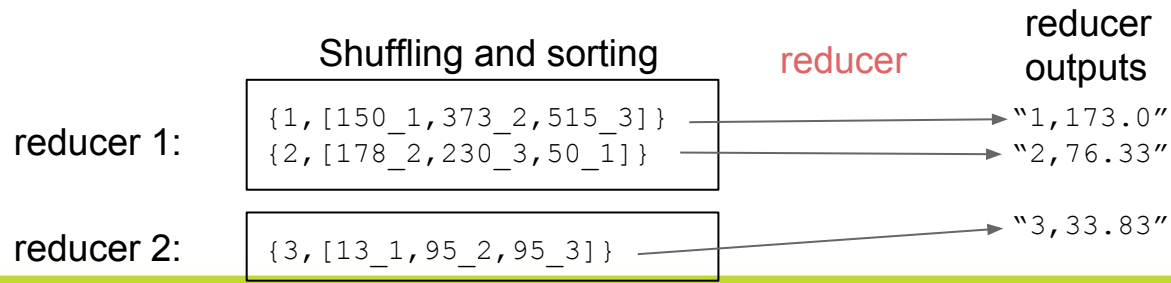 Shuffling and sorting
reducer
reducer
outputs
reducer 1:
{1,[150_1,373_2,515_3]}
{2,[178_2,230_3,50_1]}
“1,173.0”
“2,76.33”
reducer 2:
{3,[13_1,95_2,95_3]}
“3,33.83”